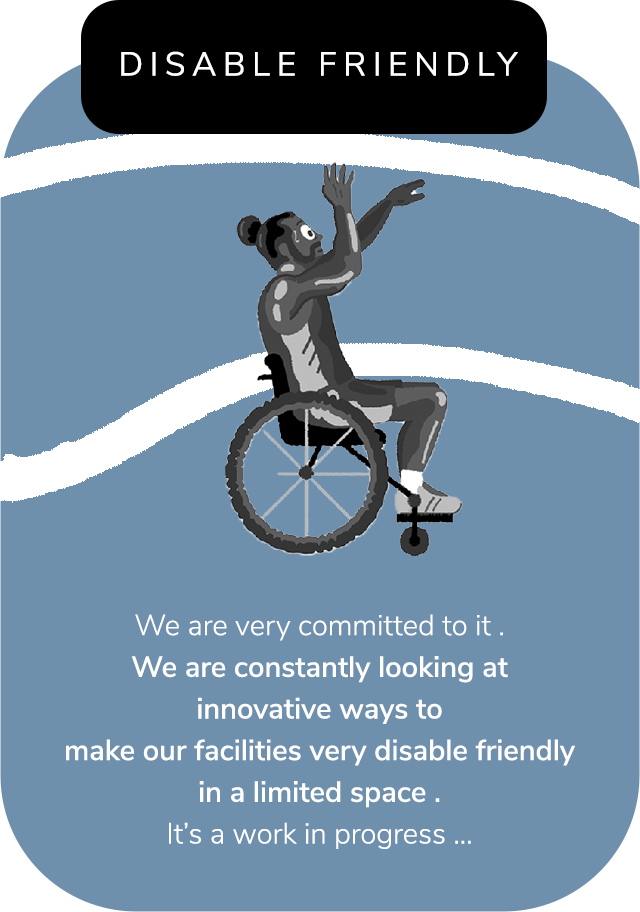 DISABLE FRIENDLY
We are very committed to it .
We are constantly looking at
innovative ways to
make our facilities very disable friendly
in a limited space .
It’s a work in progress ...